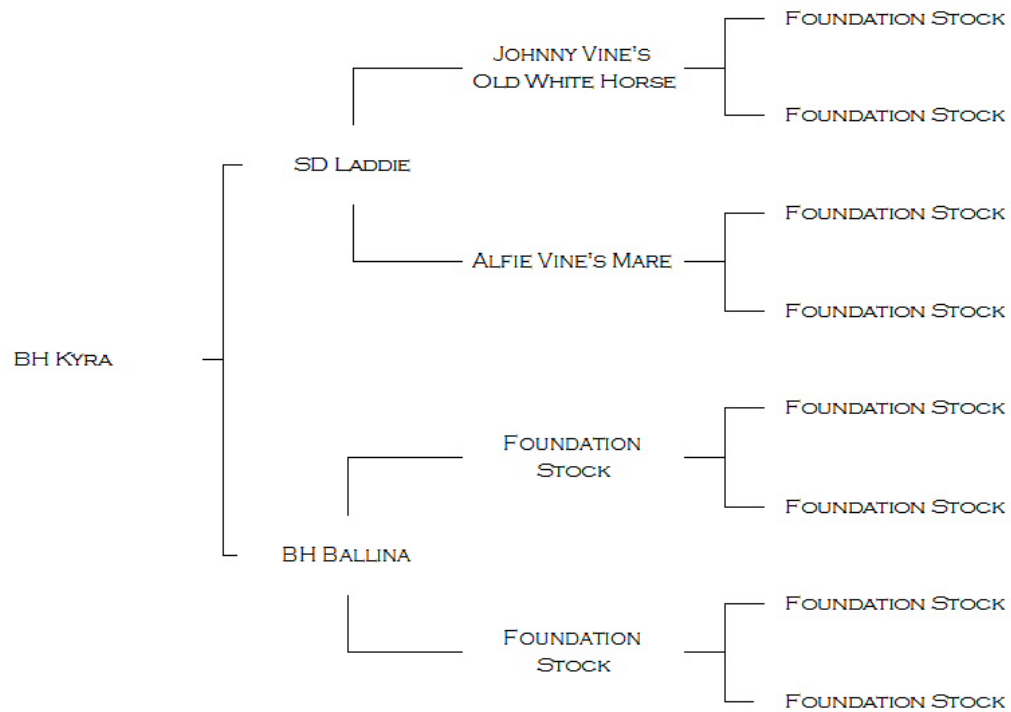 Foundation Stock
Johnny Vine's
Old White Horse
Foundation Stock
SD Laddie
Foundation Stock
Alfie Vine's Mare
Foundation Stock
BH Kyra
Foundation Stock
Foundation
Stock
Foundation Stock
BH Ballina
Foundation Stock
Foundation
Stock
Foundation Stock